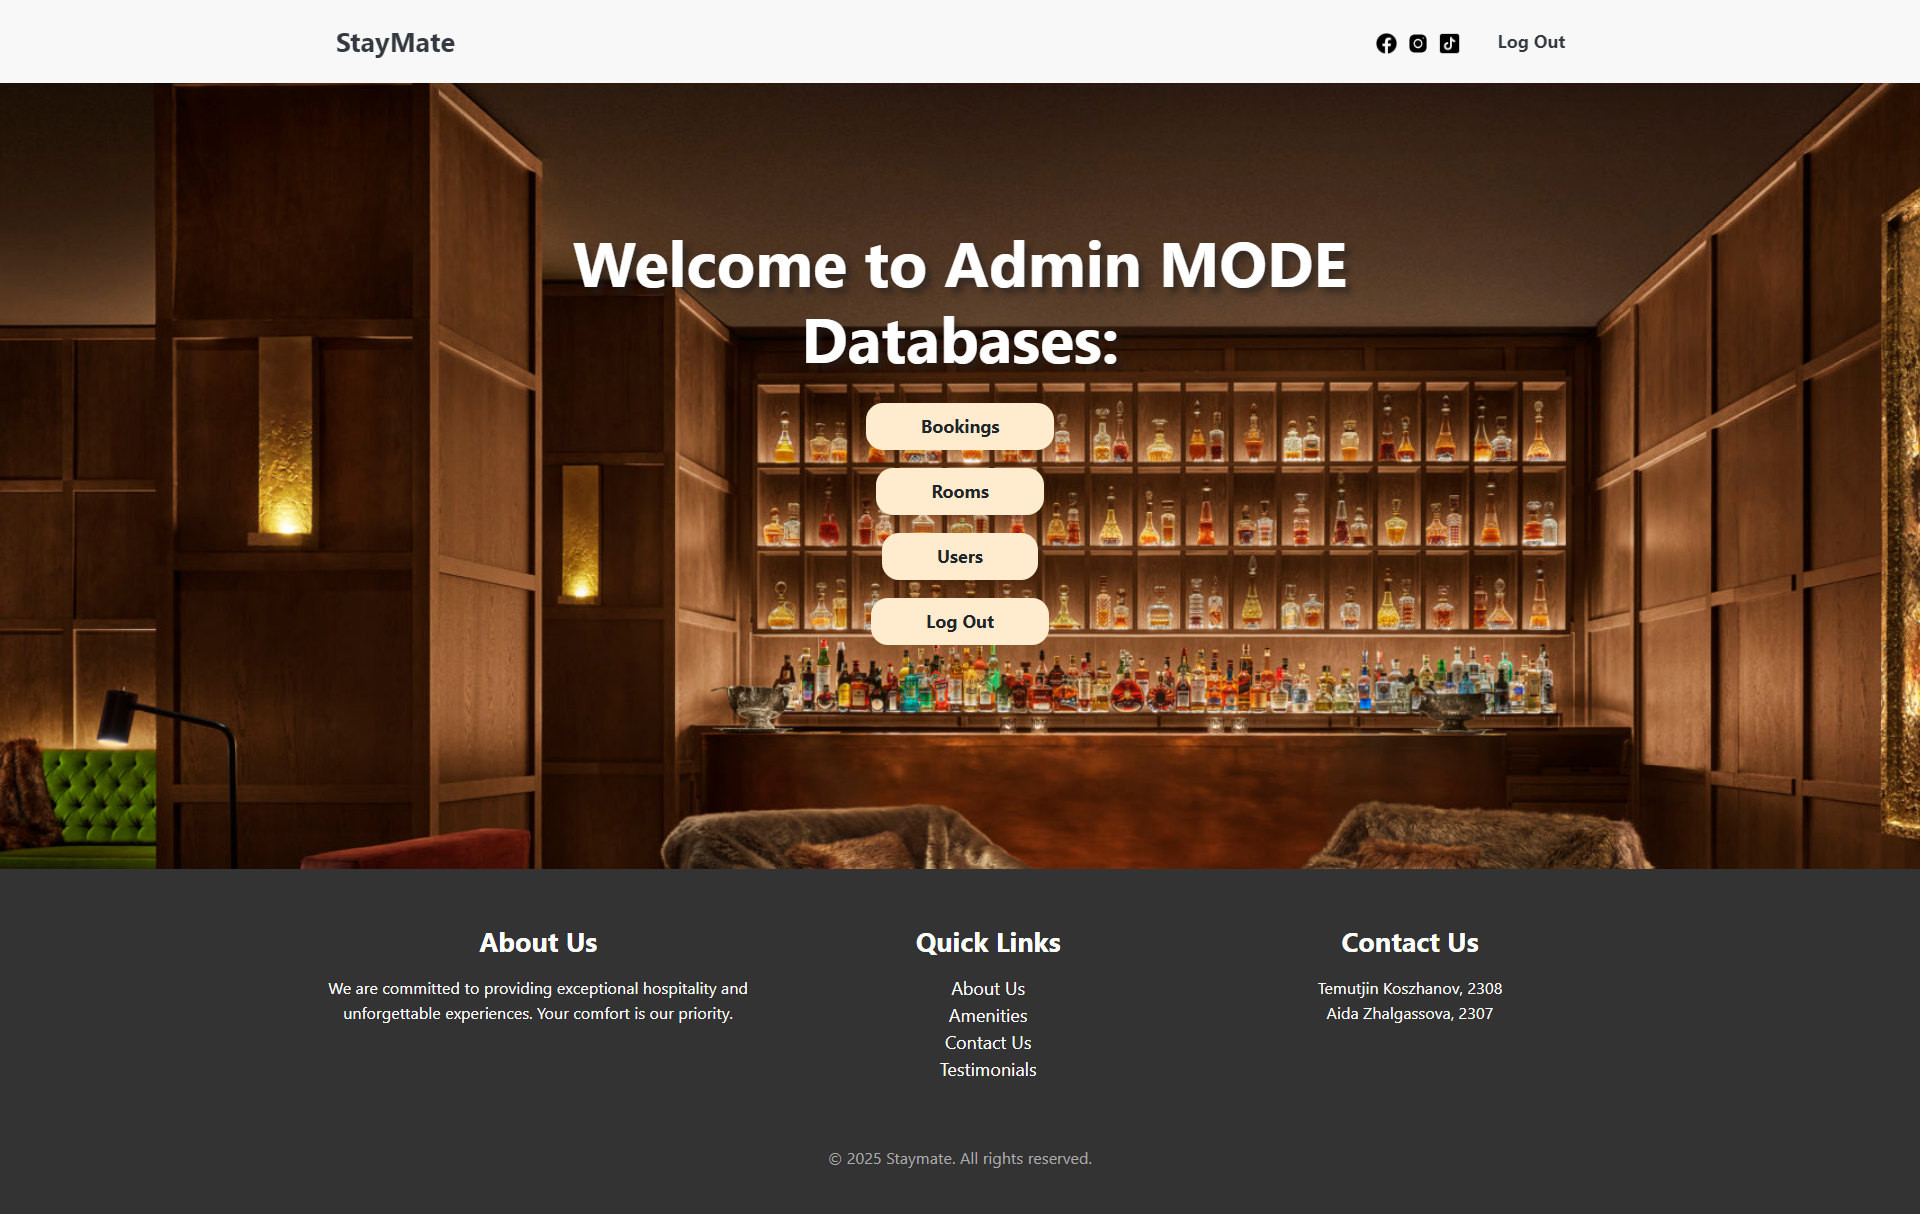 StayMate
Log Out
Welcome to Admin MODE
Databases:
Bookings
Rooms
Users
Log Out
About Us
We are committed to providing exceptional hospitality and
unforgettable experiences. Your comfort is our priority.
Quick Links
About Us
Amenities
Contact Us
Testimonials
Contact Us
Temutjin Koszhanov, 2308
Aida Zhalgassova, 2307
© 2025 Staymate. All rights reserved.